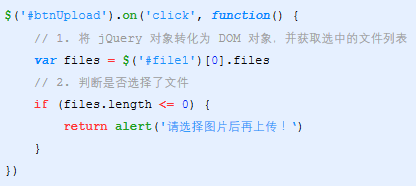 $('#btnUpload').on('click', function() {
    // 1. 将 jQuery 对象转化为 DOM 对象，并获取选中的文件列表
    var files = $('#file1')[0].files
    // 2. 判断是否选择了文件
    if (files.length <= 0) {
        return alert('请选择图片后再上传！‘)
    }
})